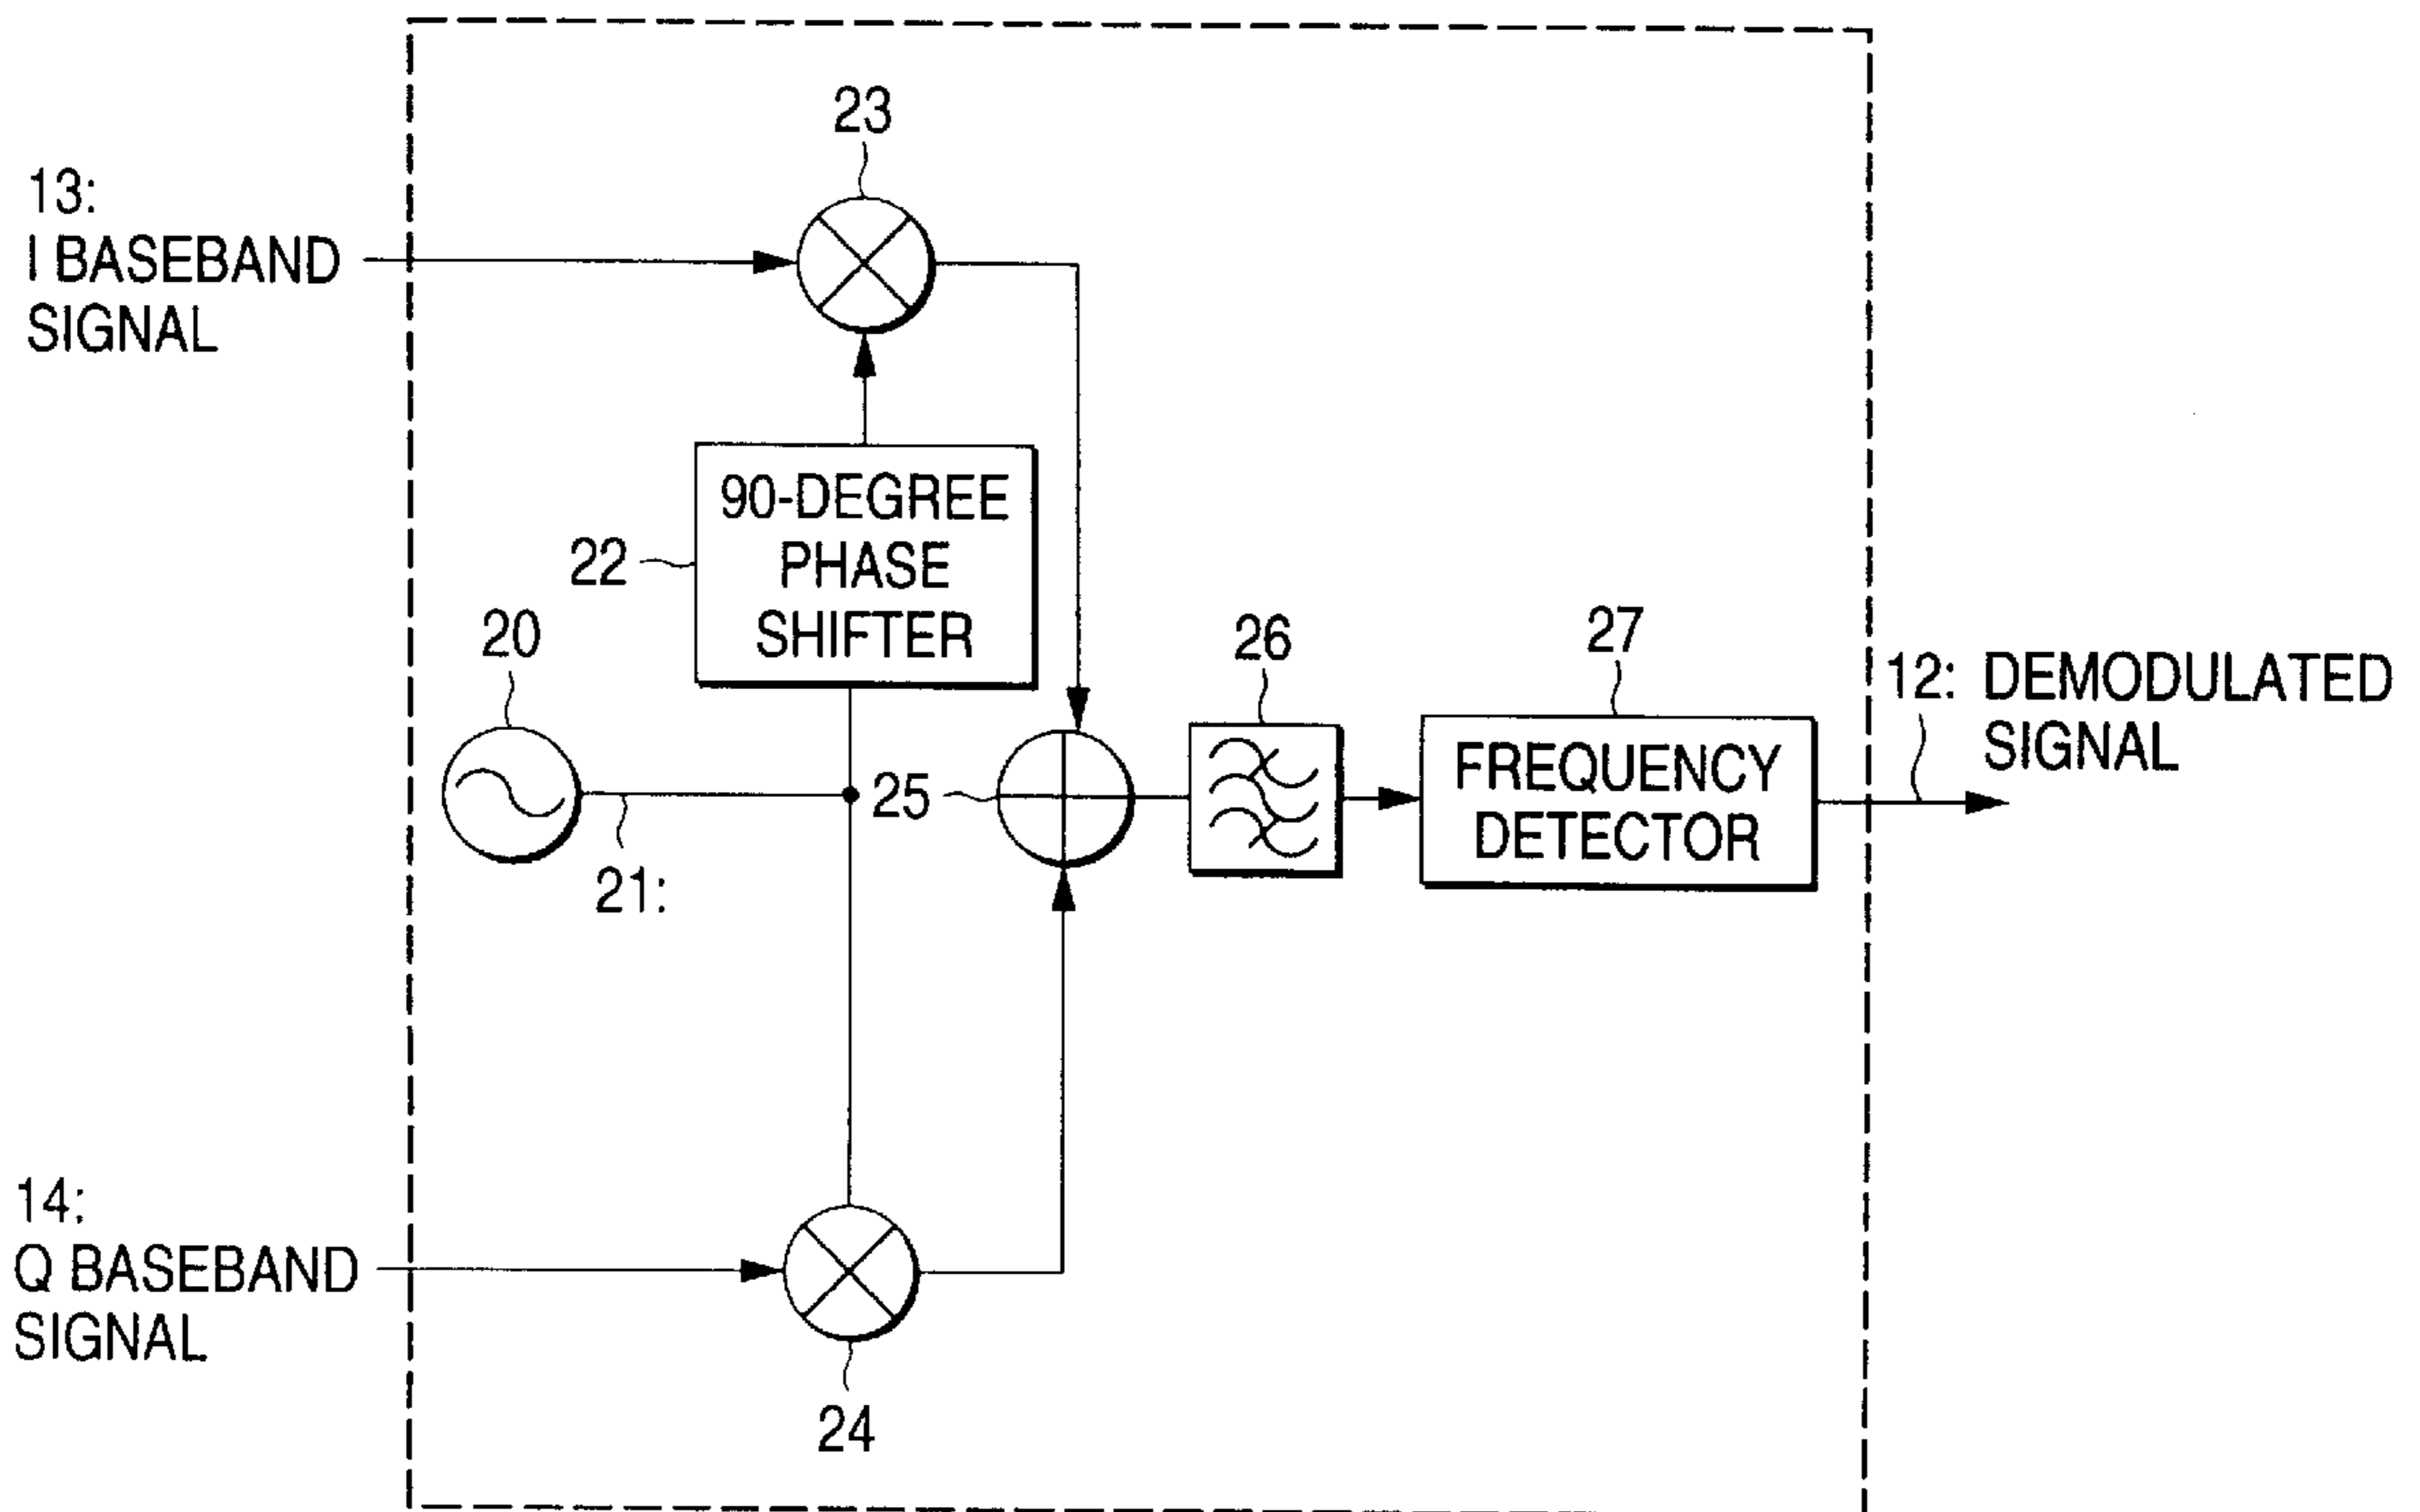 23
13:
I BASEBAND
SIGNAL
90-DEGREE
PHASE
SHIFTER
22
20
21:
25
26
27
FREQUENCY
DETECTOR
12: DEMODULATED
SIGNAL
14:
Q BASEBAND
SIGNAL
24